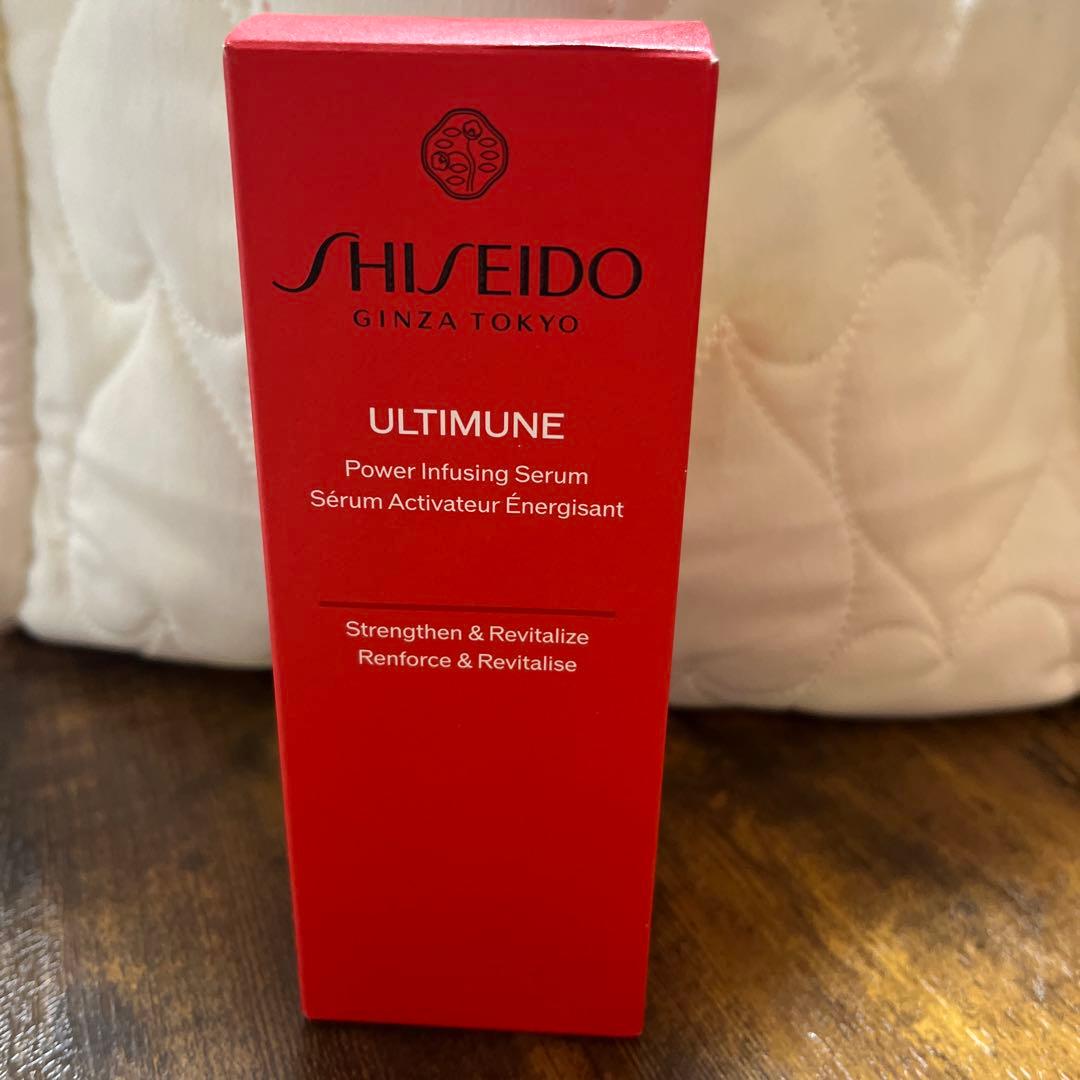 SHISEIDO
GINZA TOKYO
ULTIMUNE
Power Infusing Serum
Sérum Activateur Énergisant
Strengthen & Revitalize
Renforce & Revitalise